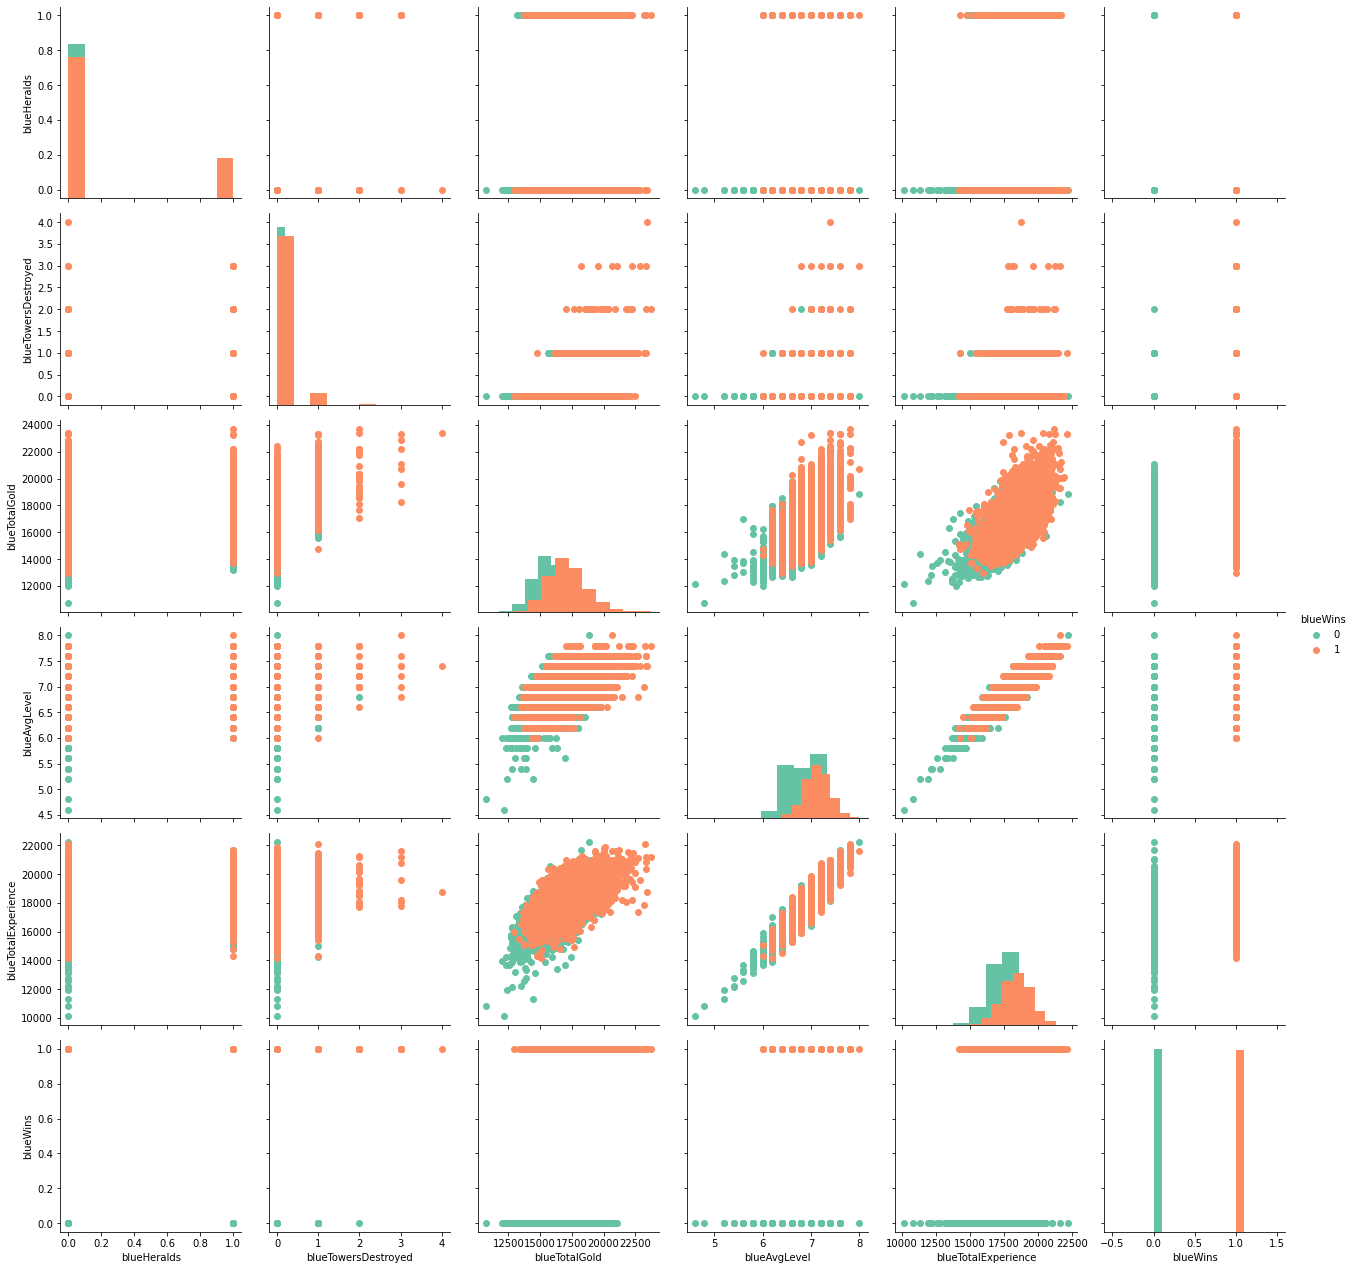 1.0
0.8
0.6
0.4
0.2
0.0
blueHeralds
4.0
3.5
3.0
2.5
2.0
1.5
1.0
0.5
0.0
blueTowersDestroyed
24000
22000
20000
18000
16000
14000
12000
blueTotalGold
blueWins
0
1
8.0
7.5
7.0
6.5
6.0
5.5
5.0
4.5
blueAvgLevel
22000
20000
18000
16000
14000
12000
10000
blueTotalExperience
1.0
0.8
0.6
0.4
0.2
0.0
blueWins
0.0 0.2 0.4 0.6 0.8 1.0
blueHeralds
0 1 2 3 4
blueTowersDestroyed
12500 15000 17500 20000 22500
blueTotalGold
5 6 7 8
blueAvgLevel
10000 12500 15000 17500 20000 22500
blueTotalExperience
−0.5 0.0 0.5 1.0 1.5
blueWins